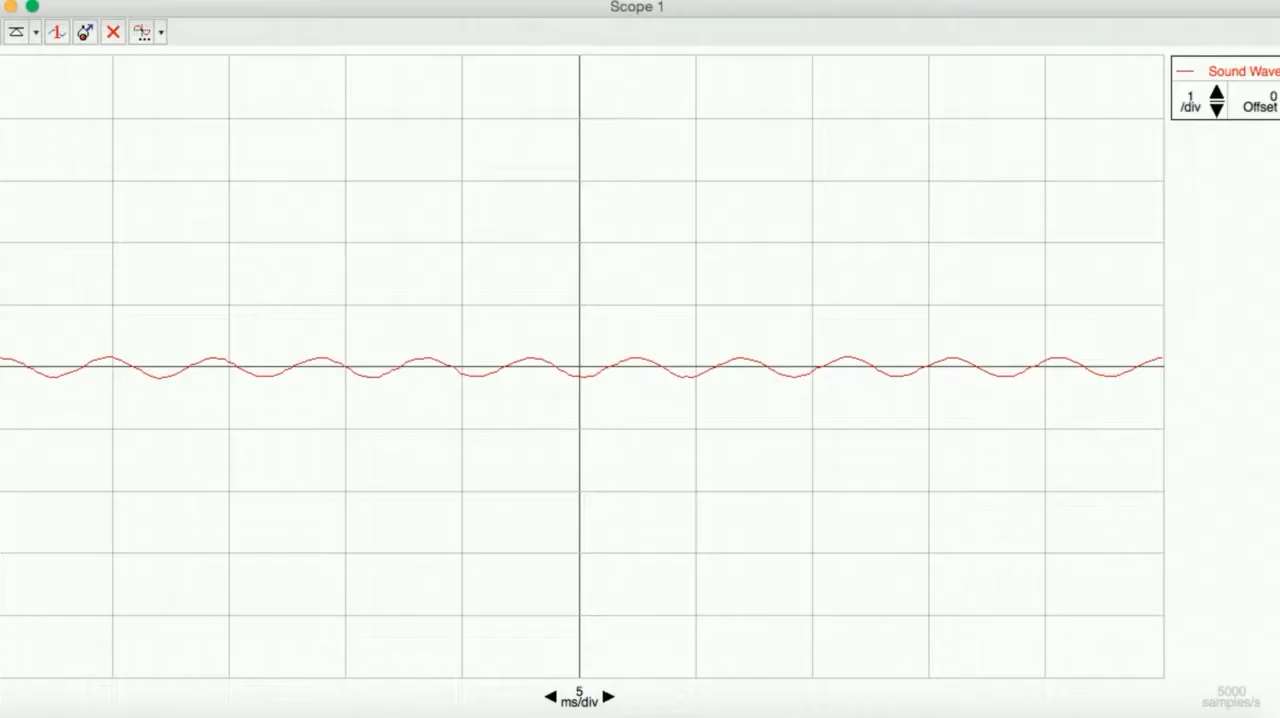 Scope 1
Sound Wave
1
/div
0
Offset
5
ms/div
5000
samples/s